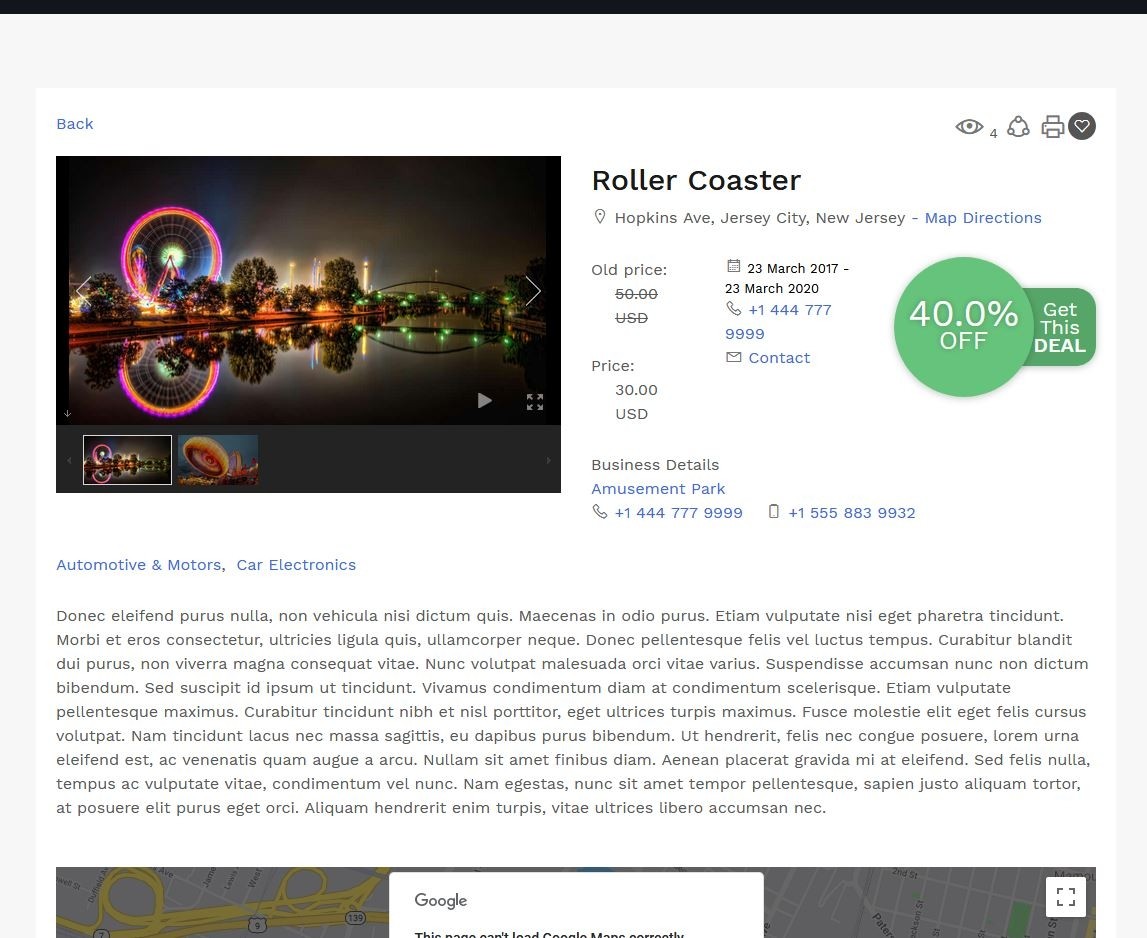 Back
4
Roller Coaster
Hopkins Ave, Jersey City, New Jersey - Map Directions
Old price:
50.00
USD
Price:
30.00
USD
23 March 2017 -
23 March 2020
+1 444 777
9999
Contact
40.0%
OFF
Get
This
DEAL
Business Details
Amusement Park
+1 444 777 9999 +1 555 883 9932
Automotive & Motors, Car Electronics
Donec eleifend purus nulla, non vehicula nisi dictum quis. Maecenas in odio purus. Etiam vulputate nisi eget pharetra tincidunt.
Morbi et eros consectetur, ultricies ligula quis, ullamcorper neque. Donec pellentesque felis vel luctus tempus. Curabitur blandit
dui purus, non viverra magna consequat vitae. Nunc volutpat malesuada orci vitae varius. Suspendisse accumsan nunc non dictum
bibendum. Sed suscipit id ipsum ut tincidunt. Vivamus condimentum diam at condimentum scelerisque. Etiam vulputate
pellentesque maximus. Curabitur tincidunt nibh et nisl porttitor, eget ultrices turpis maximus. Fusce molestie elit eget felis cursus
volutpat. Nam tincidunt lacus nec massa sagittis, eu dapibus purus bibendum. Ut hendrerit, felis nec congue posuere, lorem urna
eleifend est, ac venenatis quam augue a arcu. Nullam sit amet finibus diam. Aenean placerat gravida mi at eleifend. Sed felis nulla,
tempus ac vulputate vitae, condimentum vel nunc. Nam egestas, nunc sit amet tempor pellentesque, sapien justo aliquam tortor,
at posuere elit purus eget orci. Aliquam hendrerit enim turpis, vitae ultrices libero accumsan nec.
2nd St
Google
139
9
7
This page can't load Google Maps correctly.